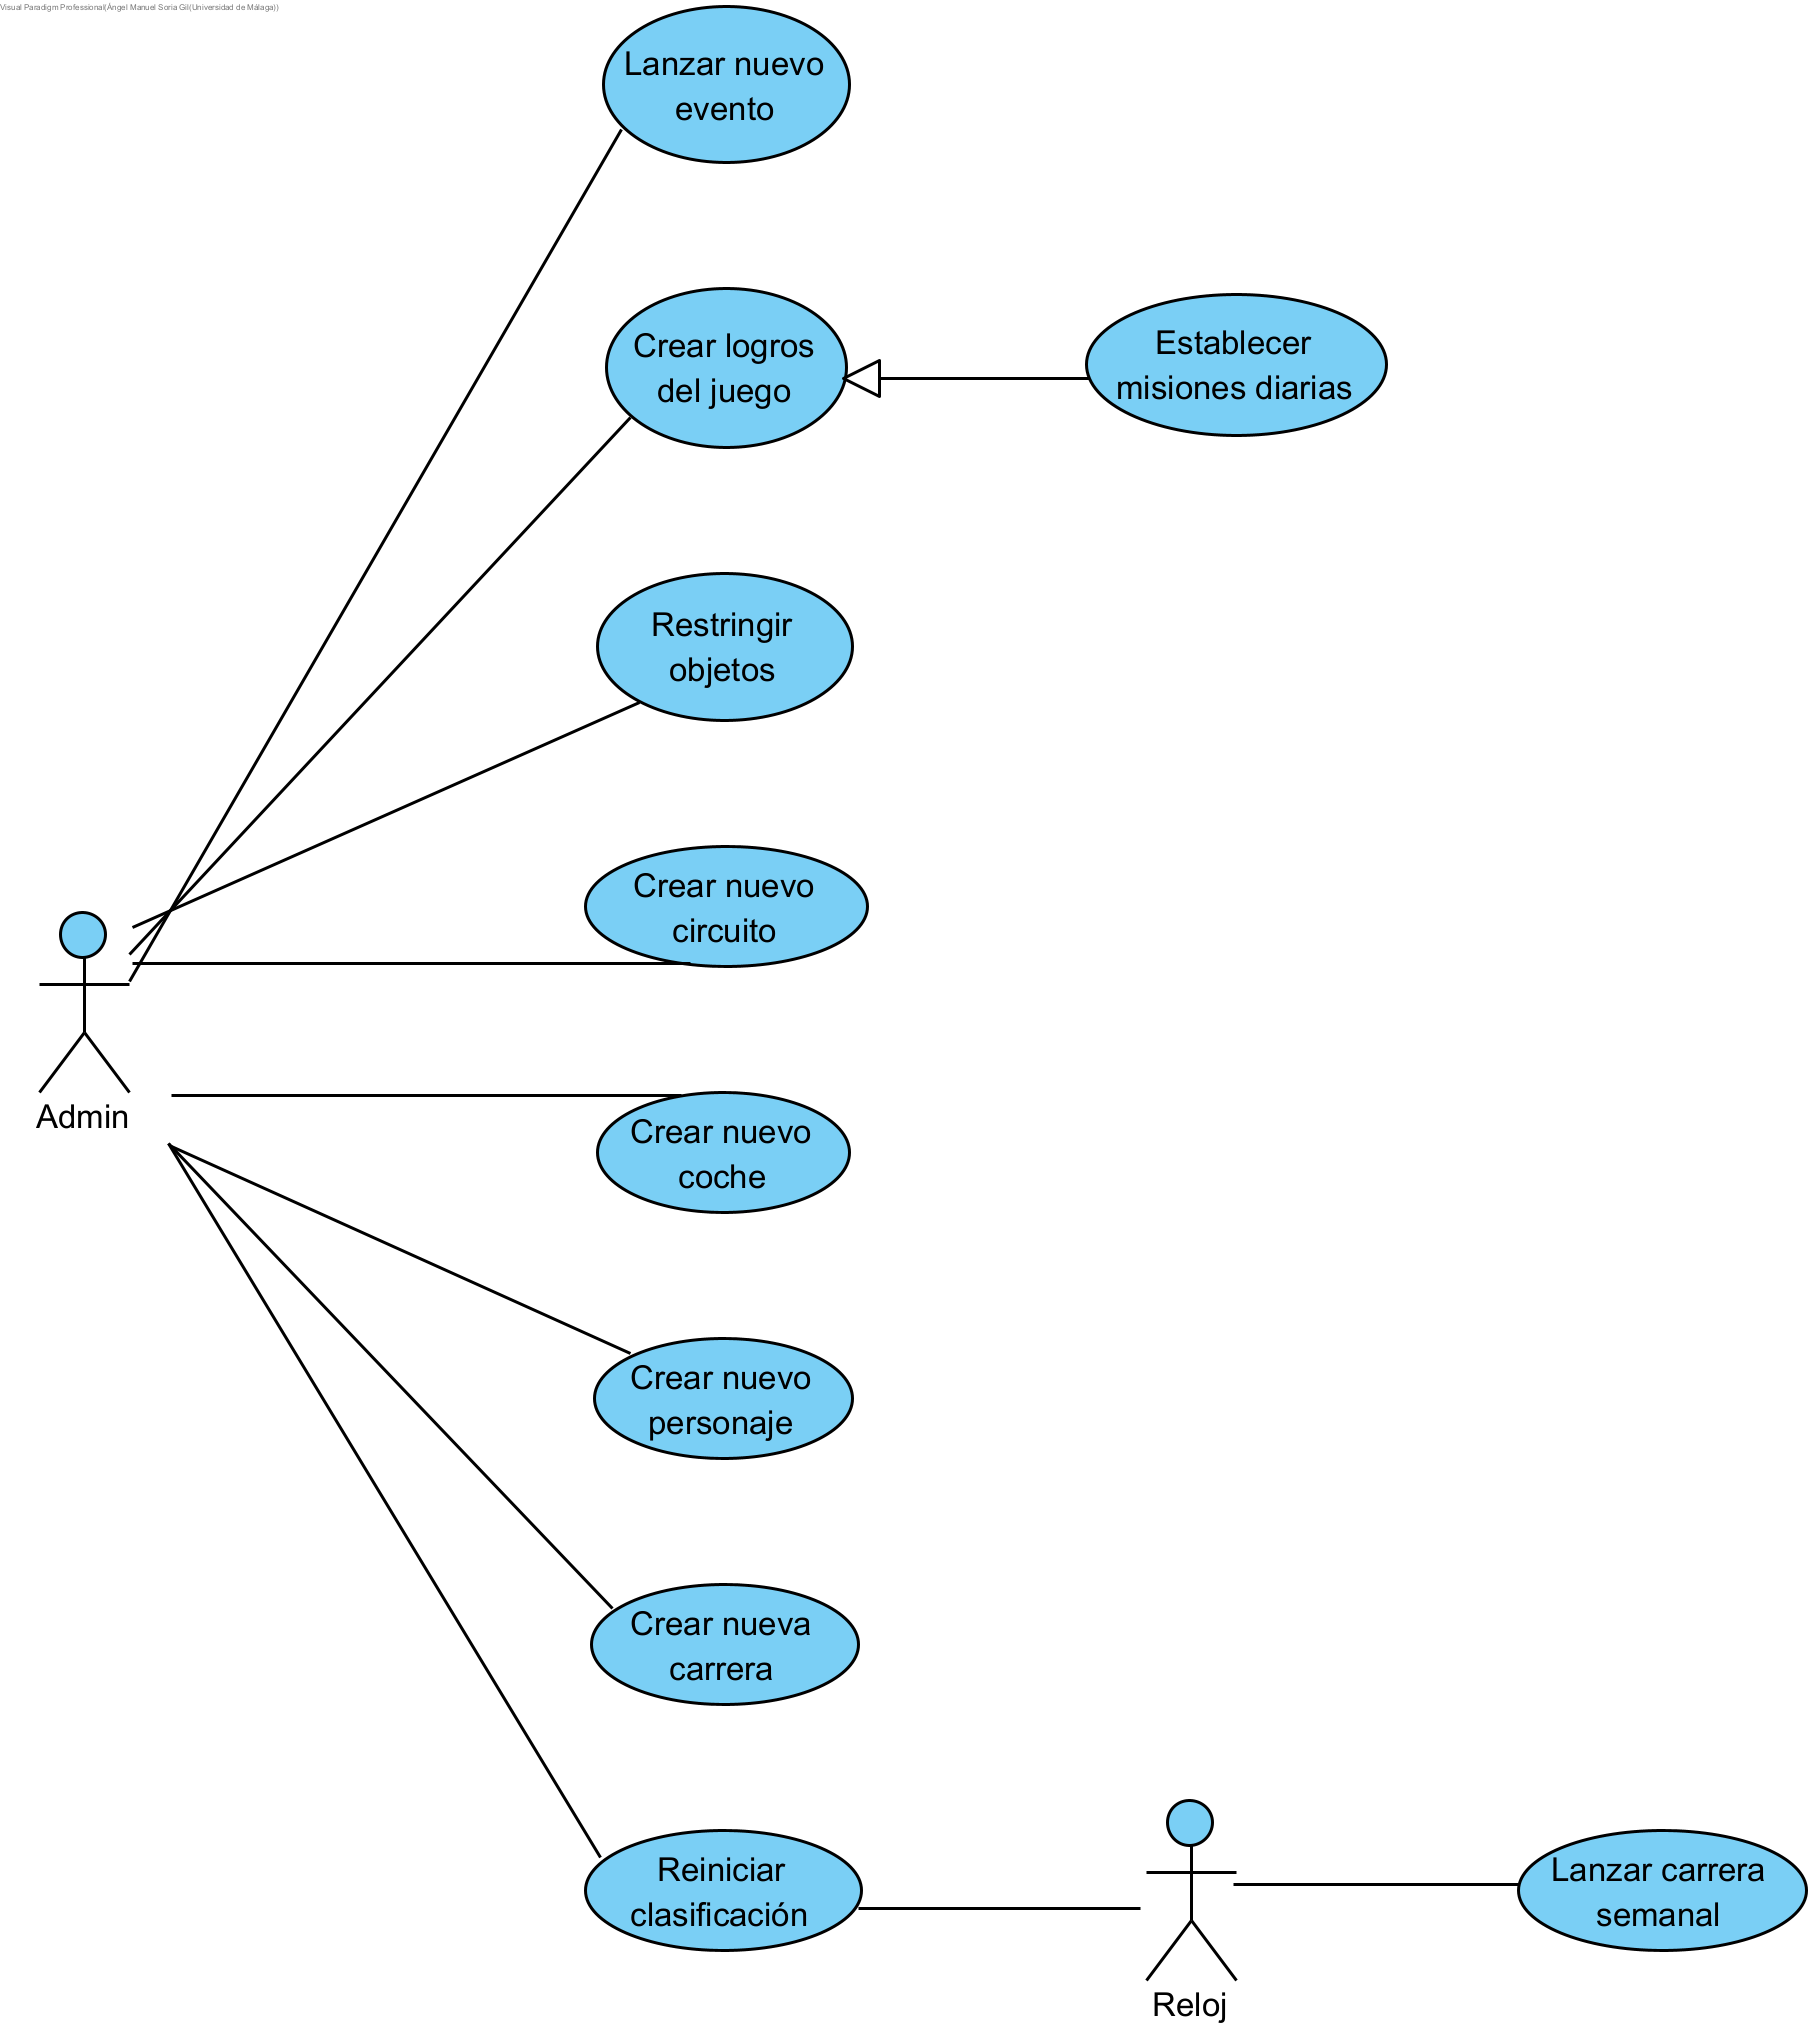 Visual Paradigm Professional(Ángel Manuel Soria Gil(Universidad de Málaga))
Lanzar nuevo
evento
Crear logros
del juego
Establecer
misiones diarias
Restringir
objetos
Crear nuevo
circuito
Admin
Crear nuevo
coche
Crear nuevo
personaje
Crear nueva
carrera
Reiniciar
clasificación
Reloj
Lanzar carrera
semanal